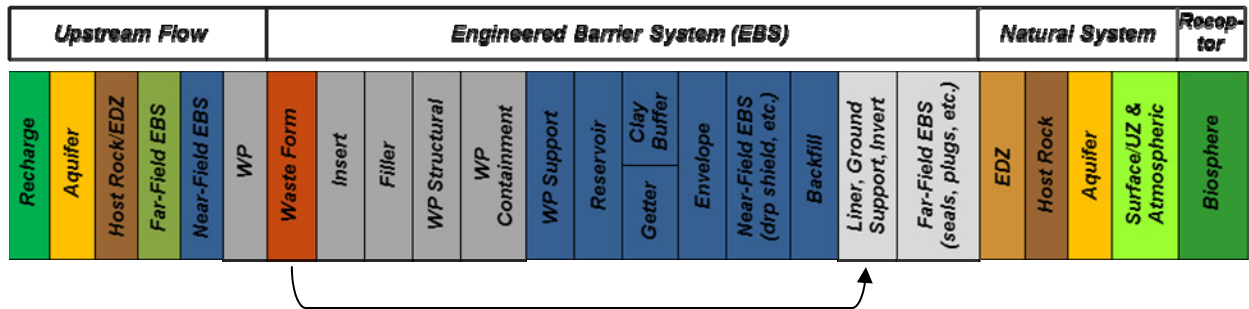 Upstream Flow
Engineered Barrier System (EBS)
Natural System
Recep-
tor
Recharge
Aquifer
Host Rock/EDZ
Far-Field EBS
Near-Field EBS
WP
Waste Form
Insert
Filler
WP Structural
WP
Containment
WP Support
Reservoir
Clay
Buffer
Getter
Envelope
Near-Field EBS
(drp shield, etc.)
Backfill
Liner, Ground
Support, Invert
Far-Field EBS
(seals, plugs, etc.)
EDZ
Host Rock
Aquifer
Surface/UZ &
Atmospheric
Biosphere